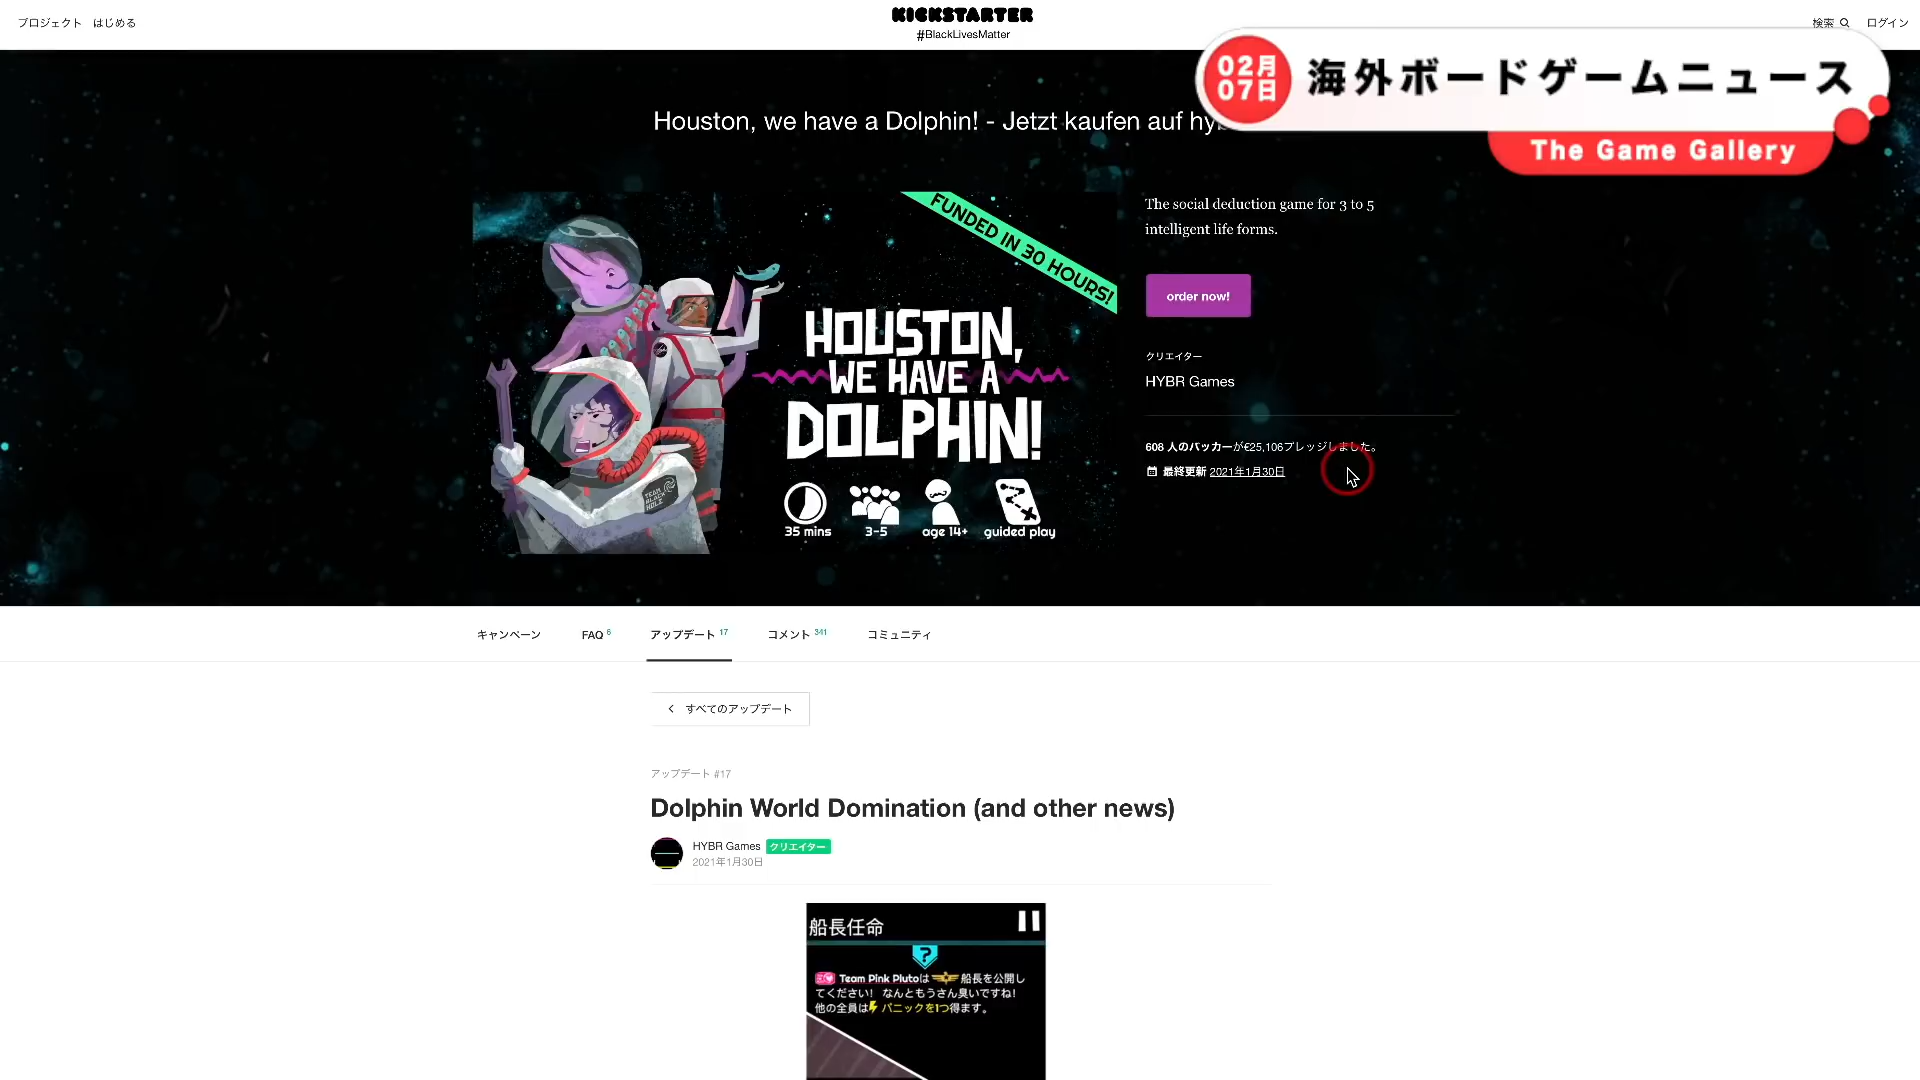 プロジェクト はじめる
KICKSTARTER
#BlackLivesMatter
検索 ログイン
02月
07日
海外ボードゲームニュース
The Game Gallery
Houston, we have a Dolphin! - Jetzt kaufen auf
FUNDED IN 30 HOURS!
HOUSTON,
WE HAVE A
DOLPHIN!
TEAM
BLACK
HOLE
35 mins 3-5 age 14+ guided play
The social deduction game for 3 to 5
intelligent life forms.
order now!
クリエイター
HYBR Games
608 人のバッカーが€25,106プレッジしました。
最終更新 2021年1月30日
キャンペーン FAQ 6 アップデート 17 コメント 341 コミュニティ
すべてのアップデート
アップデート #17
Dolphin World Domination (and other news)
HYBR Games クリエイター
2021年1月30日
船長任命
?
Team Pink Plutoは 船長を公開し
てください! なんともうさん臭いですね!
他の全員は パニックを1つ得ます。